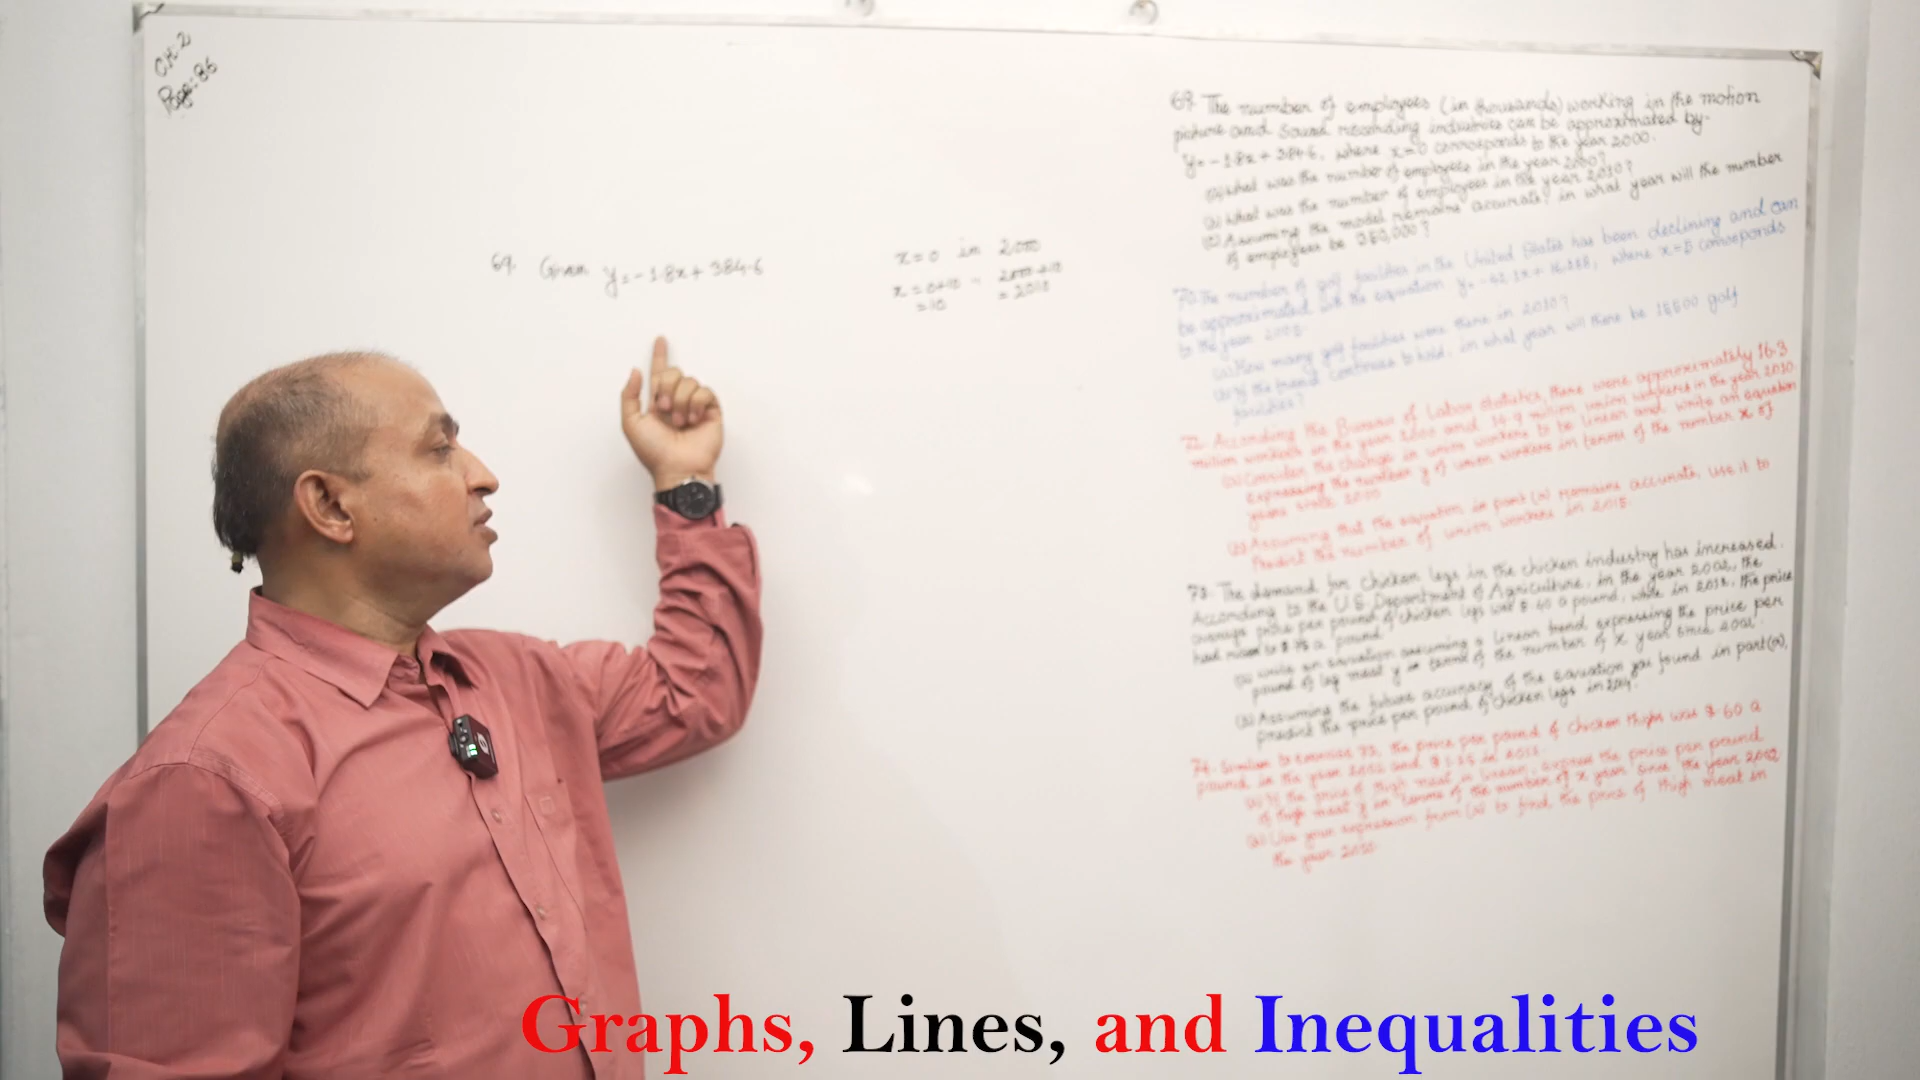 CH.2
Page: 86
69. Given y = -1.8x + 384.6
x = 0 in 2000
x = 0+10 - 2000+10
= 10 = 2010
69. The number of employees (in thousands) working in the motion
picture and sound recording industries can be approximated by-
y = -1.8x + 384.6, where x=0 corresponds to the year 2000.
(a) What was the number of employees in the year 2000?
(b) What was the number of employees in the year 2010?
(c) Assuming the model remains accurate, in what year will the number
of employees be 350,000?
70. The number of golf facilities in the United States has been declining and can
be approximated with the equation y = x + where x=5 corresponds
to the year 2005.
(a) How many golf facilities were there in 2010?
(b) If the trend continues to hold, in what year will there be 15500 golf
facilities?
72. According the Bureau of Labor statistics, there were approximately 16.3
million workers in the year 2000 and 14.7 million union workers in the year 2010
(a) Consider the change in union workers to be linear and write an equation
expressing the number y of union workers in terms of the number x of
years since 2000.
(b) Assuming that the equation in part (a) remains accurate, use it to
Predict the number of union workers in 2015.
73. The demand for chicken legs in the chicken industry has increased.
According to the U.S. Department of Agriculture, in the year 2002, the
average price per pound of chicken legs was $ a pound, while in the price
had risen to $ a pound.
(a) Write an equation assuming a linear trend expressing the price per
pound of leg meat y in terms of the number of x year since 2002.
(b) Assuming the future accuracy of the equation you found in part(a),
predict the price per pound of chicken legs in
74. Similar to exercise 73, the price per pound of chicken thighs was $ .60 a
pound in the year 2002 and $1.25 in
(a) If the price of thigh meat is linear, express the price per pound
of thigh meat y in terms of the number of x year since the year 2002.
(b) Use your expression from (a) to find the price of thigh meat in
the year
Graphs, Lines, and Inequalities